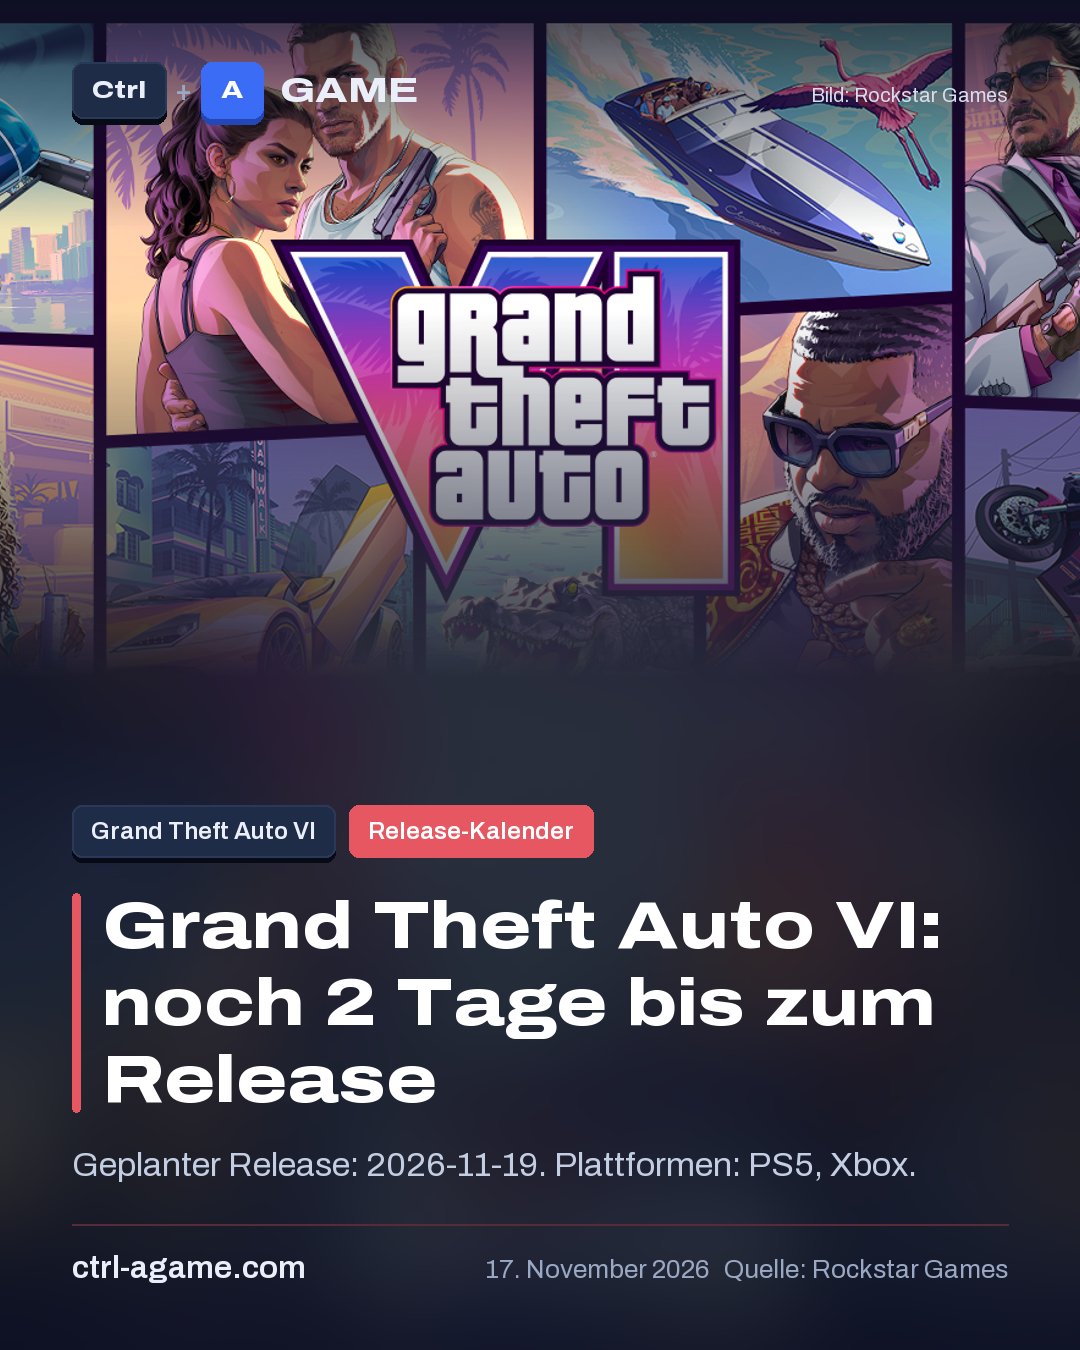 Ctrl + A GAME
Bild: Rockstar Games
VI
grand
theft
auto
Grand Theft Auto VI
Release-Kalender
Grand Theft Auto VI:
noch 2 Tage bis zum
Release
Geplanter Release: 2026-11-19. Plattformen: PS5, Xbox.
ctrl-agame.com
17. November 2026 Quelle: Rockstar Games